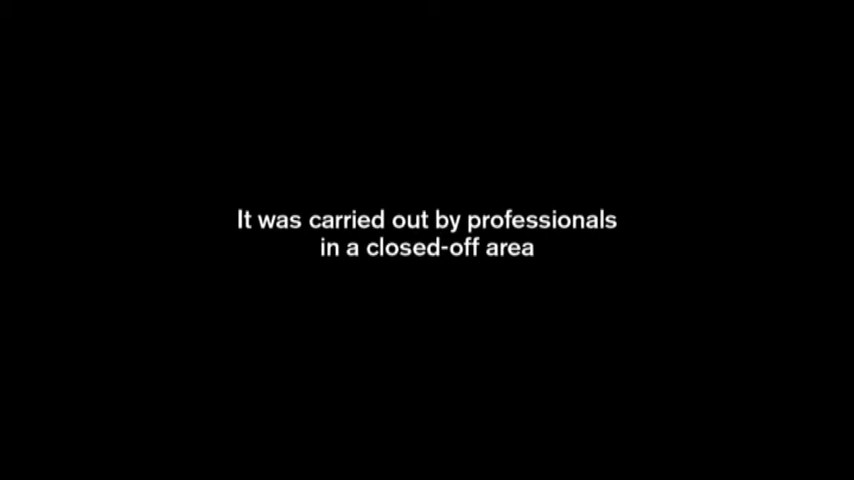 It was carried out by professionals
in a closed-off area